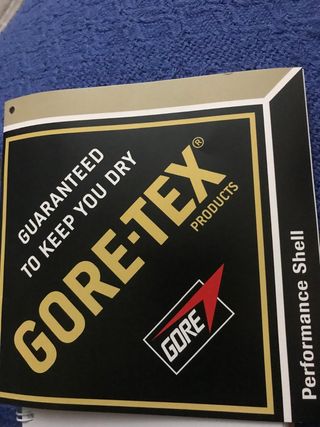 GUARANTEED
TO KEEP YOU DRY
GORE-TEX®
PRODUCTS
GORE
Performance Shell